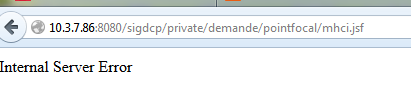 10.3.7.86:8080/sigdcp/private/demande/pointfocal/mhci.jsf
Internal Server Error